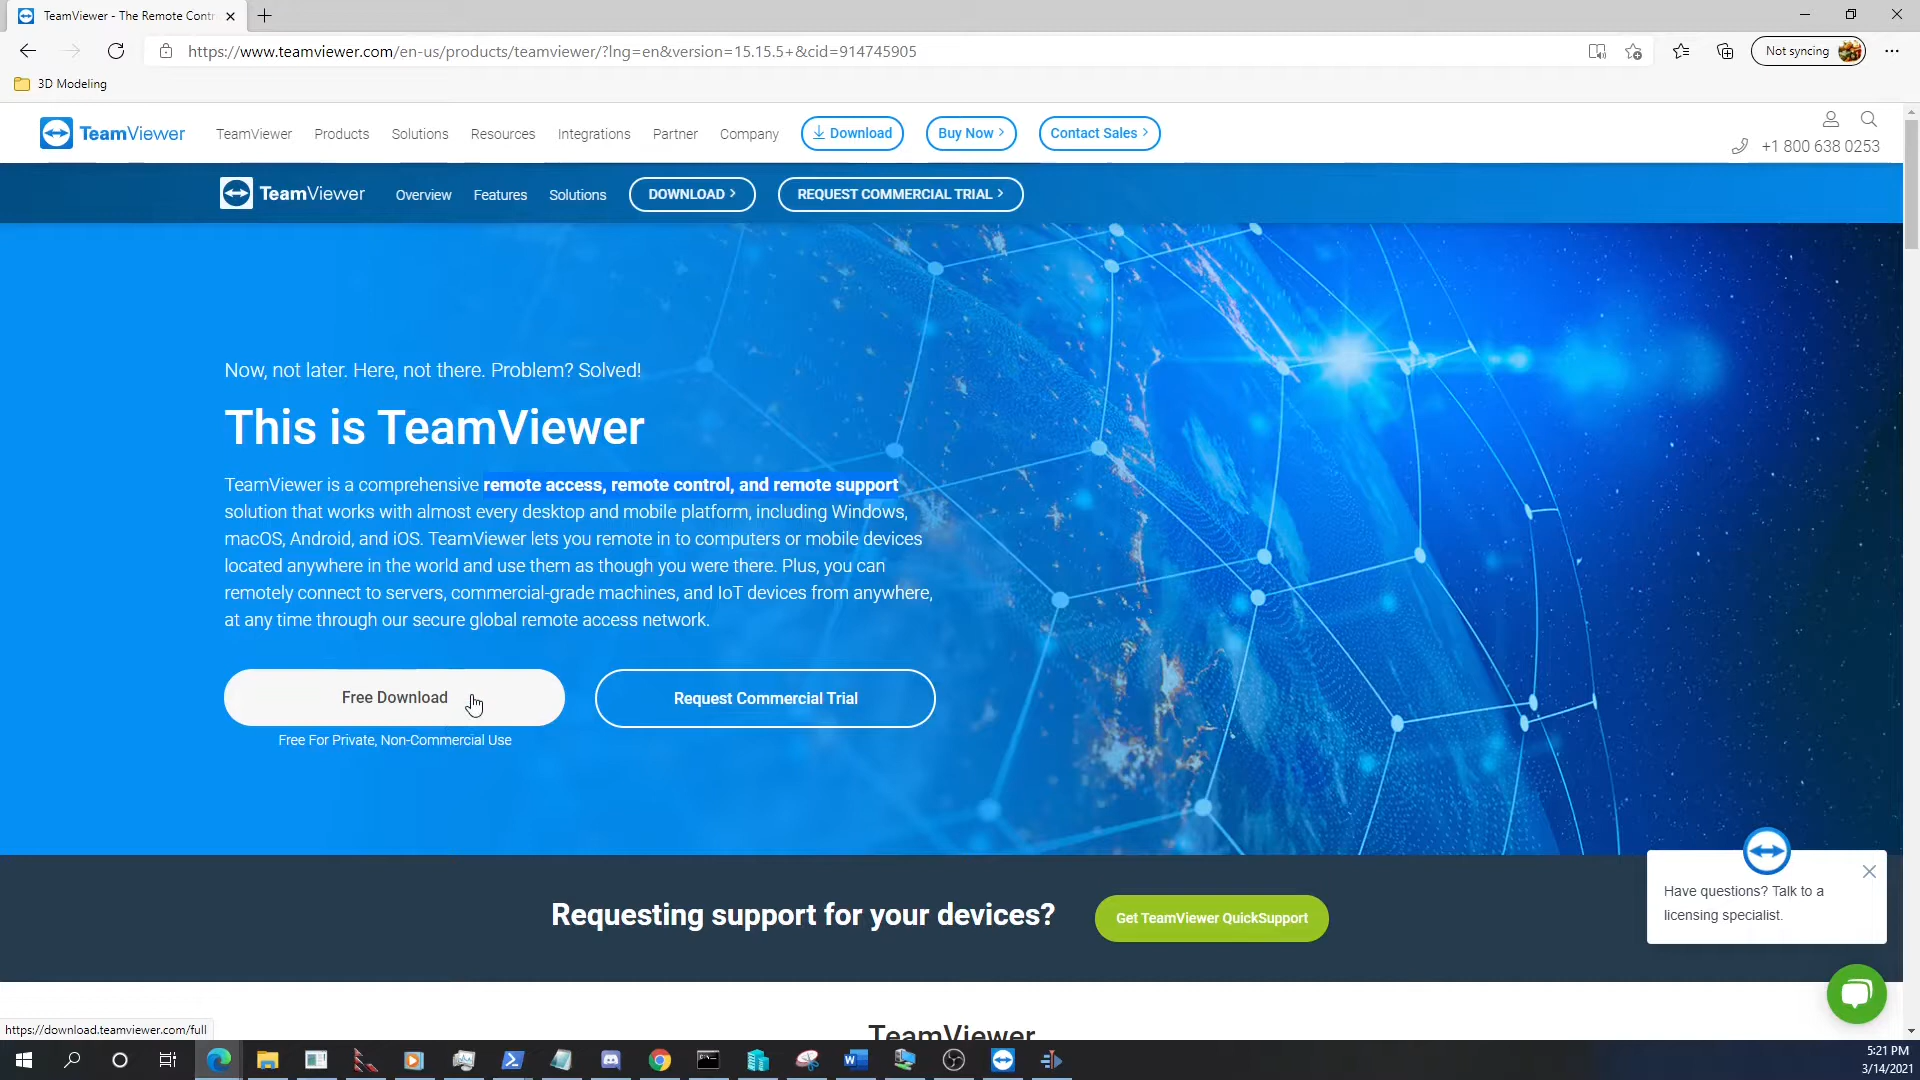 TeamViewer - The Remote Contr
https://www.teamviewer.com/en-us/products/teamviewer/?lng=en&version=15.15.5+&cid=914745905
Not syncing
3D Modeling
TeamViewer
TeamViewer
Products
Solutions
Resources
Integrations
Partner
Company
Download
Buy Now
Contact Sales
+1 800 638 0253
TeamViewer
Overview
Features
Solutions
DOWNLOAD
REQUEST COMMERCIAL TRIAL
Now, not later. Here, not there. Problem? Solved!
This is TeamViewer
TeamViewer is a comprehensive remote access, remote control, and remote support
solution that works with almost every desktop and mobile platform, including Windows,
macOS, Android, and iOS. TeamViewer lets you remote in to computers or mobile devices
located anywhere in the world and use them as though you were there. Plus, you can
remotely connect to servers, commercial-grade machines, and IoT devices from anywhere,
at any time through our secure global remote access network.
Free Download
Request Commercial Trial
Free For Private, Non-Commercial Use
Requesting support for your devices?
Get TeamViewer QuickSupport
Have questions? Talk to a
licensing specialist.
TeamViewer
https://download.teamviewer.com/full
5:21 PM
3/14/2021